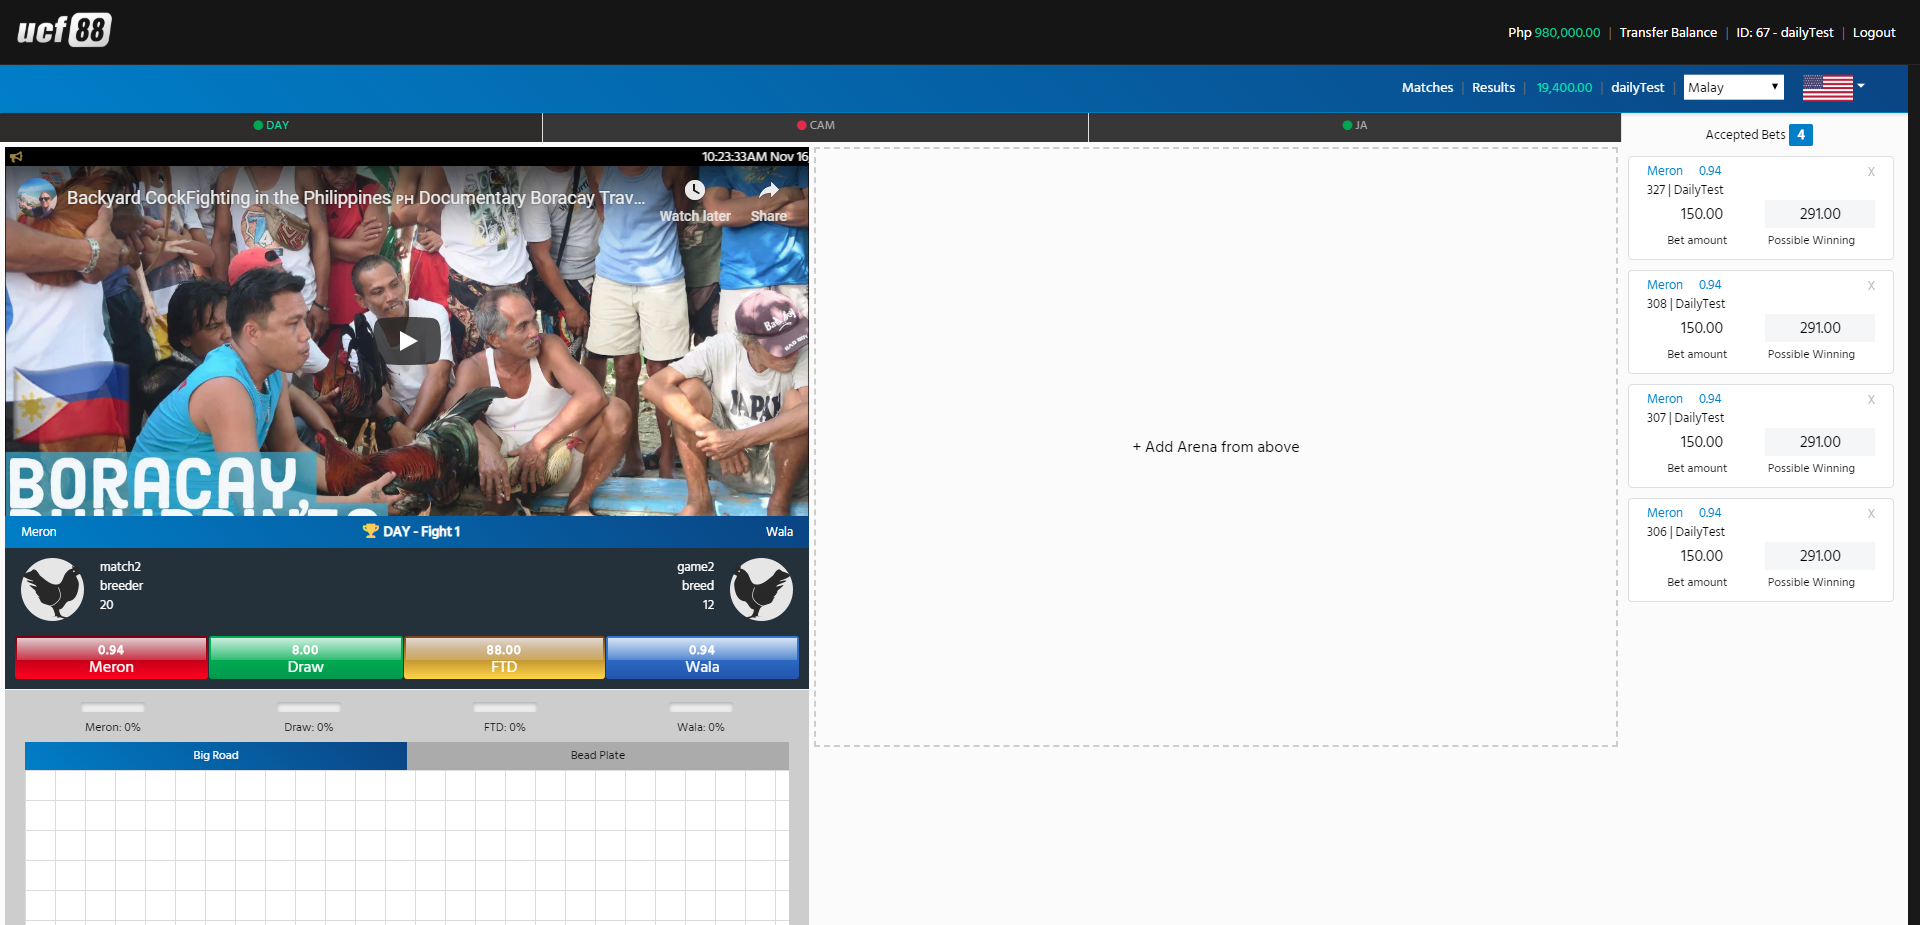 ucf 88
Php 980,000.00 | Transfer Balance | ID: 67 - dailyTest | Logout
Matches | Results | 19,400.00 | dailyTest | Malay
DAY
CAM
JA
10:23:33AM Nov 16
Backyard CockFighting in the Philippines PH Documentary Boracay Trav...
Watch later
Share
JAPAN
BORACAY,
Meron
DAY - Fight 1
Wala
match2
breeder
20
game2
breed
12
0.94
Meron
8.00
Draw
88.00
FTD
0.94
Wala
Meron: 0%
Draw: 0%
FTD: 0%
Wala: 0%
Big Road
Bead Plate
+ Add Arena from above
Accepted Bets 4
Meron 0.94 X
327 | DailyTest
150.00 291.00
Bet amount Possible Winning
Meron 0.94 X
308 | DailyTest
150.00 291.00
Bet amount Possible Winning
Meron 0.94 X
307 | DailyTest
150.00 291.00
Bet amount Possible Winning
Meron 0.94 X
306 | DailyTest
150.00 291.00
Bet amount Possible Winning